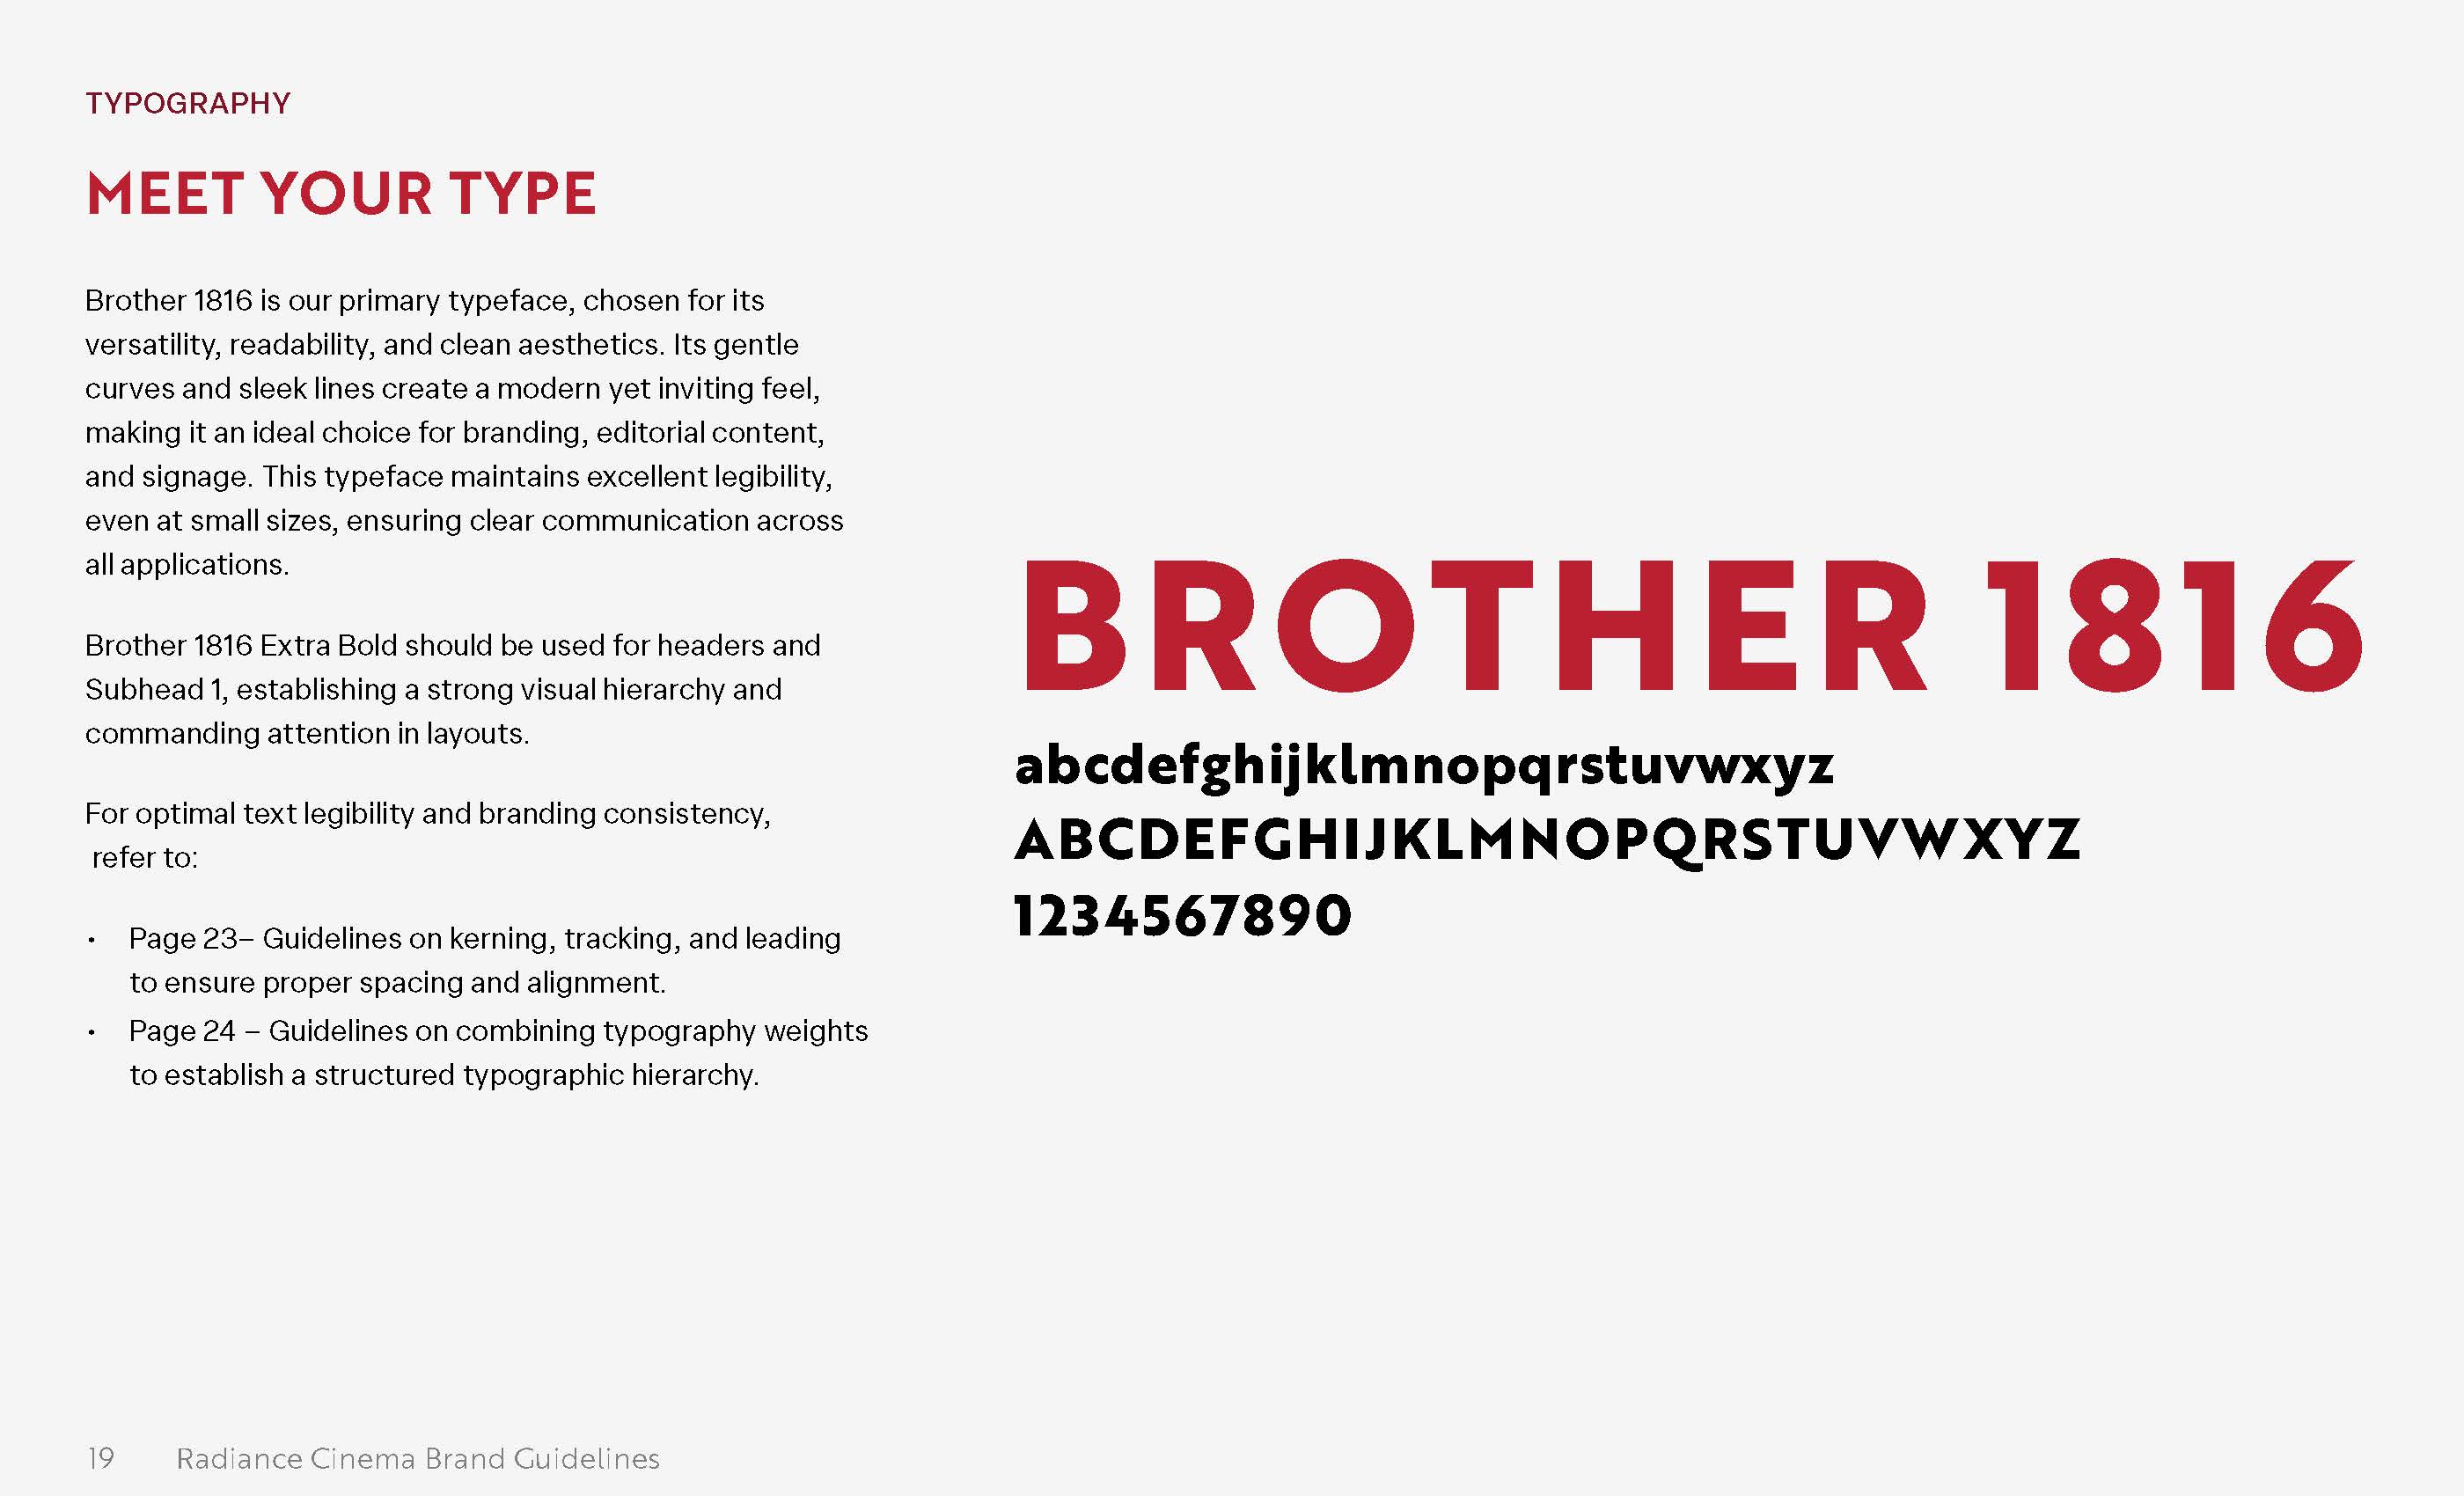 TYPOGRAPHY
MEET YOUR TYPE
Brother 1816 is our primary typeface, chosen for its
versatility, readability, and clean aesthetics. Its gentle
curves and sleek lines create a modern yet inviting feel,
making it an ideal choice for branding, editorial content,
and signage. This typeface maintains excellent legibility,
even at small sizes, ensuring clear communication across
all applications.
Brother 1816 Extra Bold should be used for headers and
Subhead 1, establishing a strong visual hierarchy and
commanding attention in layouts.
For optimal text legibility and branding consistency,
refer to:
• Page 23– Guidelines on kerning, tracking, and leading
to ensure proper spacing and alignment.
• Page 24 – Guidelines on combining typography weights
to establish a structured typographic hierarchy.
BROTHER 1816
abcdefghijklmnopqrstuvwxyz
ABCDEFGHIJKLMNOPQRSTUVWXYZ
1234567890
19 Radiance Cinema Brand Guidelines